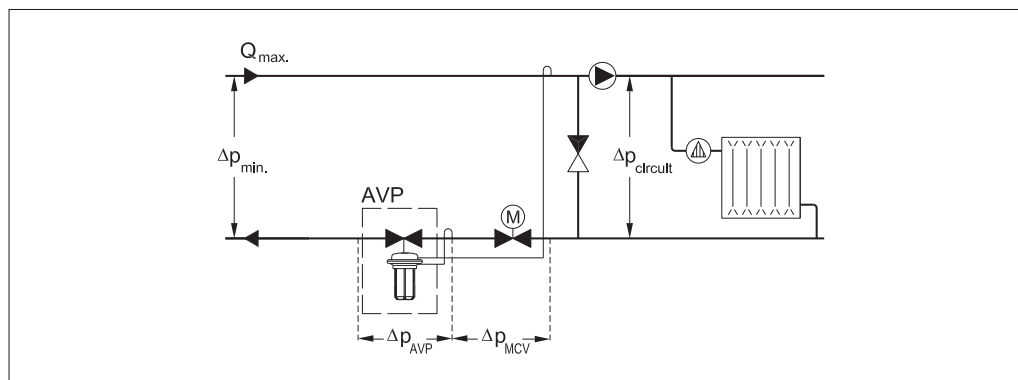 Qmax.
Δpmin.
Δpcircuit
AVP
M
ΔpAVP
ΔpMCV